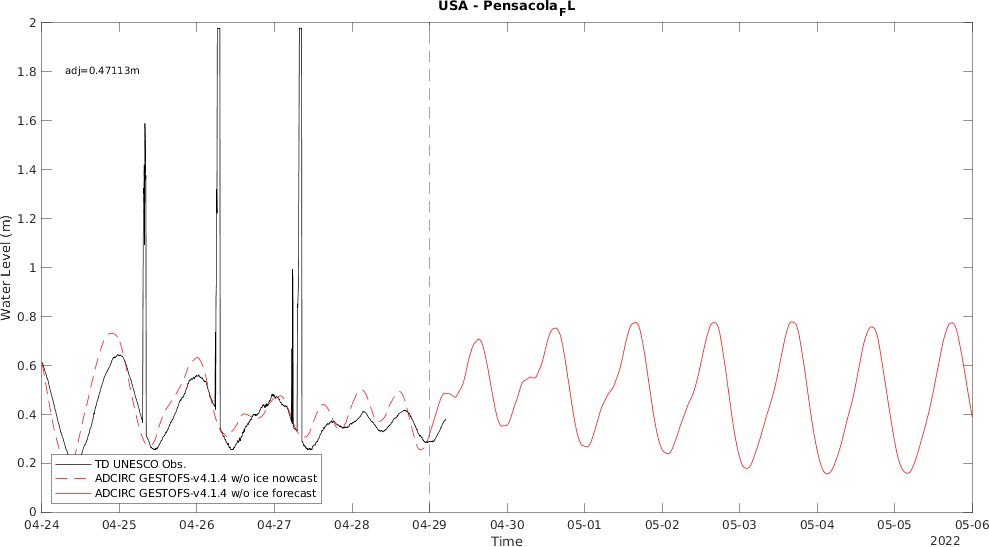 USA - Pensacola_FL
2
1.8
1.6
1.4
1.2
1
0.8
0.6
0.4
0.2
0
Water Level (m)
adj=0.47113m
TD UNESCO Obs.
ADCIRC GESTOFS-v4.1.4 w/o ice nowcast
ADCIRC GESTOFS-v4.1.4 w/o ice forecast
04-24 04-25 04-26 04-27 04-28 04-29 04-30 05-01 05-02 05-03 05-04 05-05 05-06
Time
2022